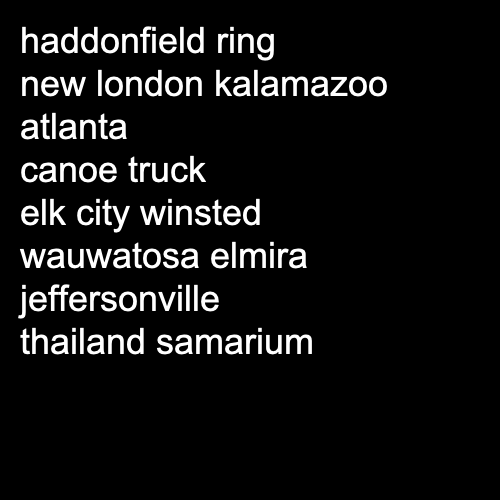 haddonfield ring
new london kalamazoo
atlanta
canoe truck
elk city winsted
wauwatosa elmira
jeffersonville
thailand samarium